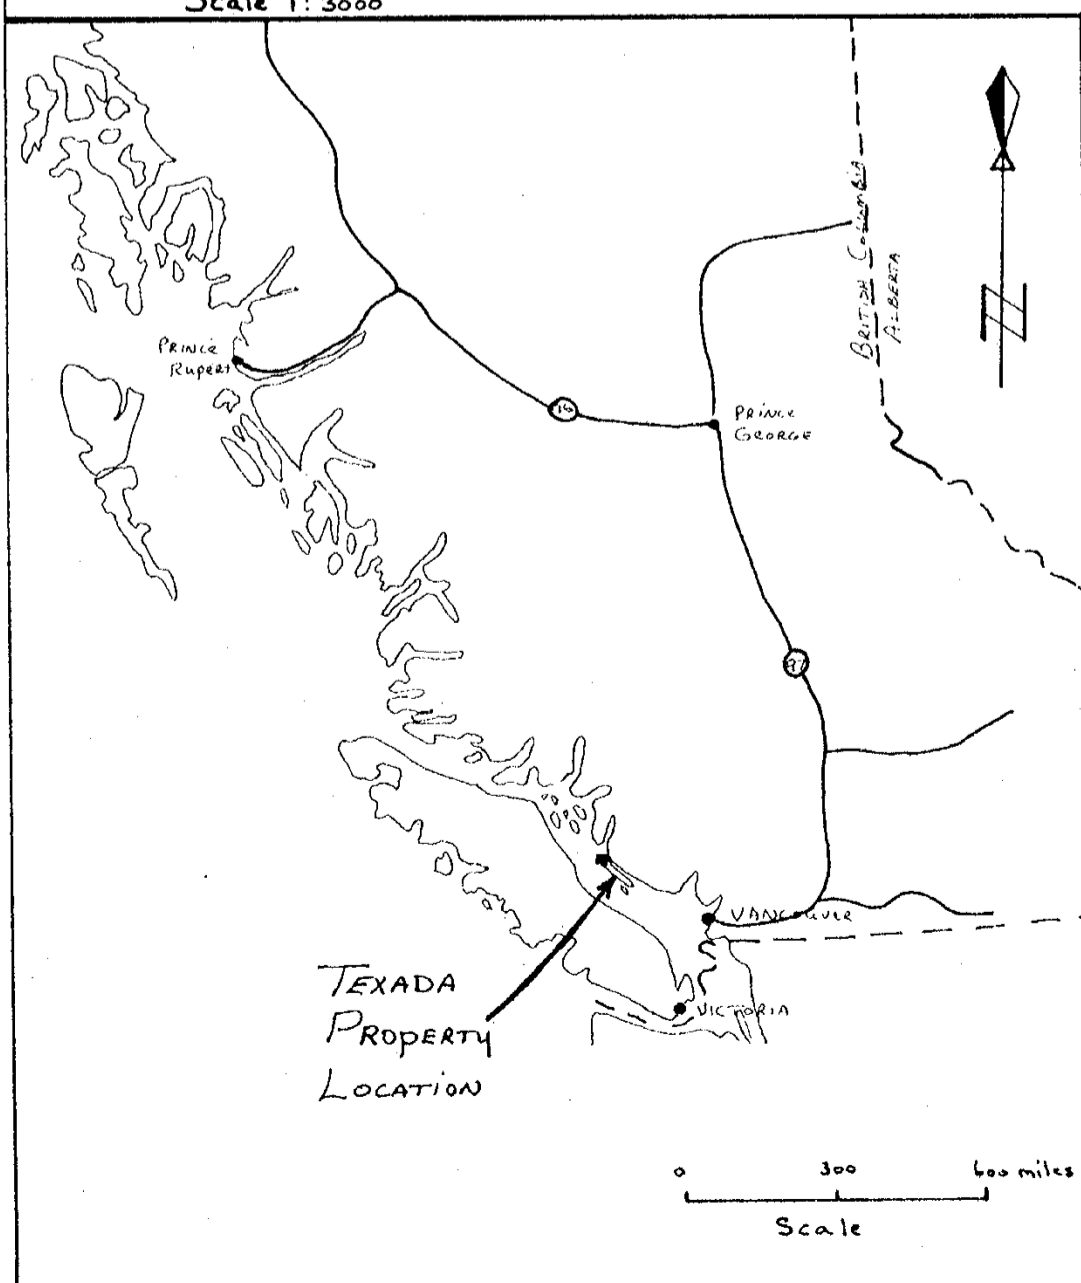 Scale 1:3000
BRITISH COLUMBIA
ALBERTA
N
PRINCE
RUPERT
16
PRINCE
GEORGE
97
VANCOUVER
VICTORIA
TEXADA
PROPERTY
LOCATION
0 300 600 miles
Scale